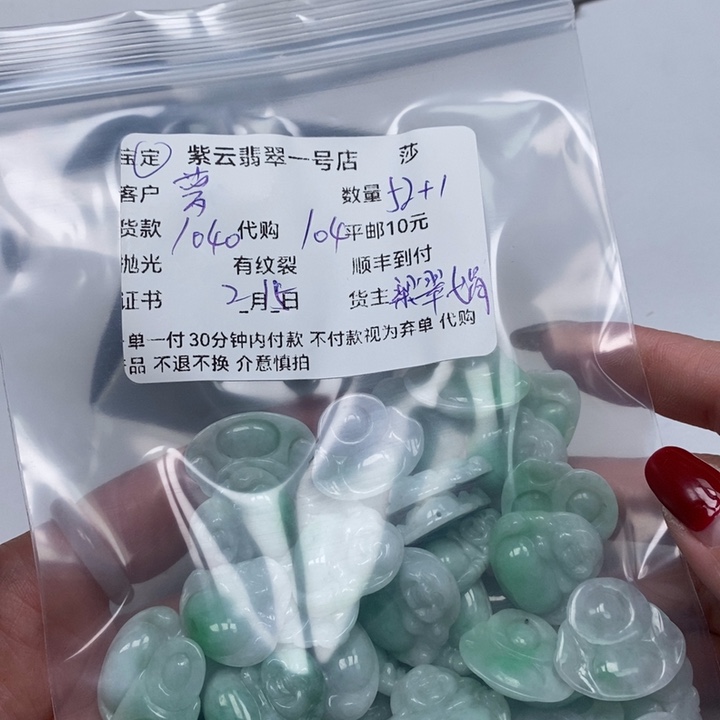 宝定 紫云翡翠一号店 莎
客户 数量 52+1
货款 1040 代购 104 平邮10元
抛光 有纹裂 顺丰到付
证书 2月15日 货主
单一付 30分钟内付款 不付款视为弃单 代购
品 不退不换 介意慎拍